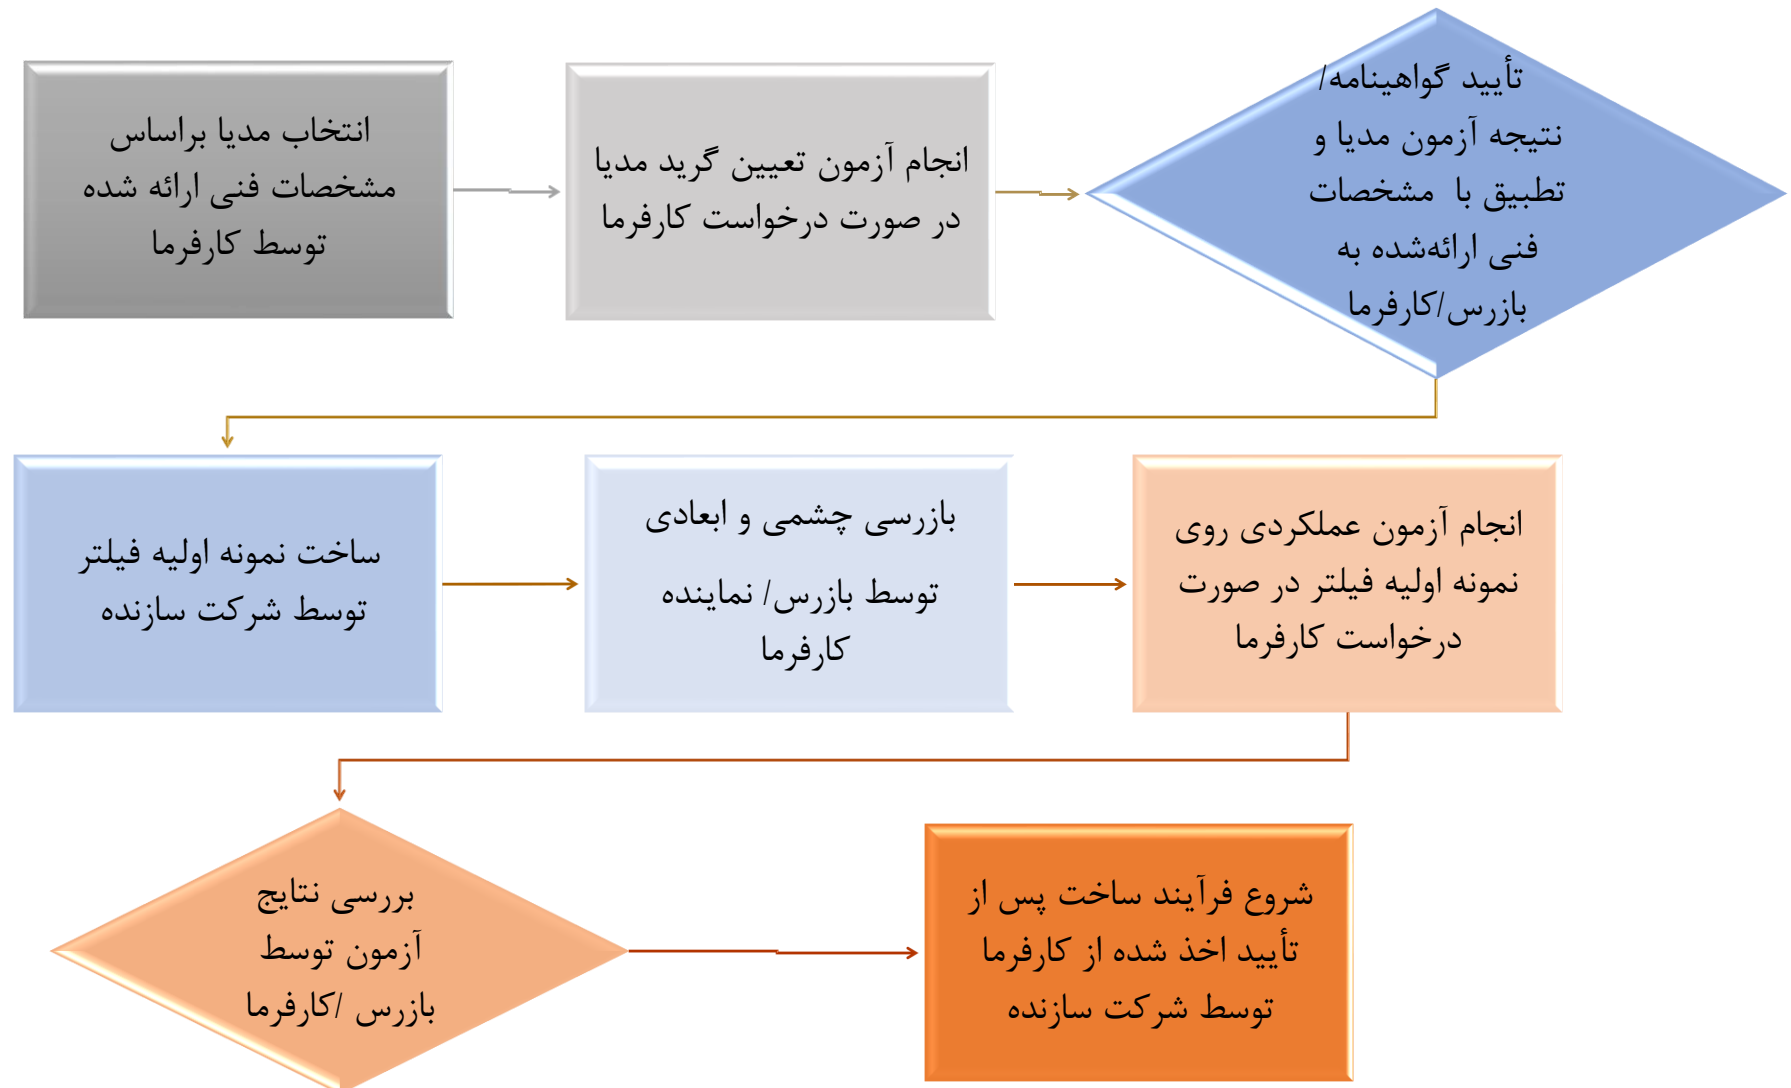 انتخاب مدیا براساس
مشخصات فنی ارائه شده
توسط کارفرما
انجام آزمون تعیین گرید مدیا
در صورت درخواست کارفرما
تأیید گواهینامه/
نتیجه آزمون مدیا و
تطبیق با مشخصات
فنی ارائه‌شده به
بازرس/کارفرما
ساخت نمونه اولیه فیلتر
توسط شرکت سازنده
بازرسی چشمی و ابعادی
توسط بازرس/ نماینده
کارفرما
انجام آزمون عملکردی روی
نمونه اولیه فیلتر در صورت
درخواست کارفرما
بررسی نتایج
آزمون توسط
بازرس /کارفرما
شروع فرآیند ساخت پس از
تأیید اخذ شده از کارفرما
توسط شرکت سازنده